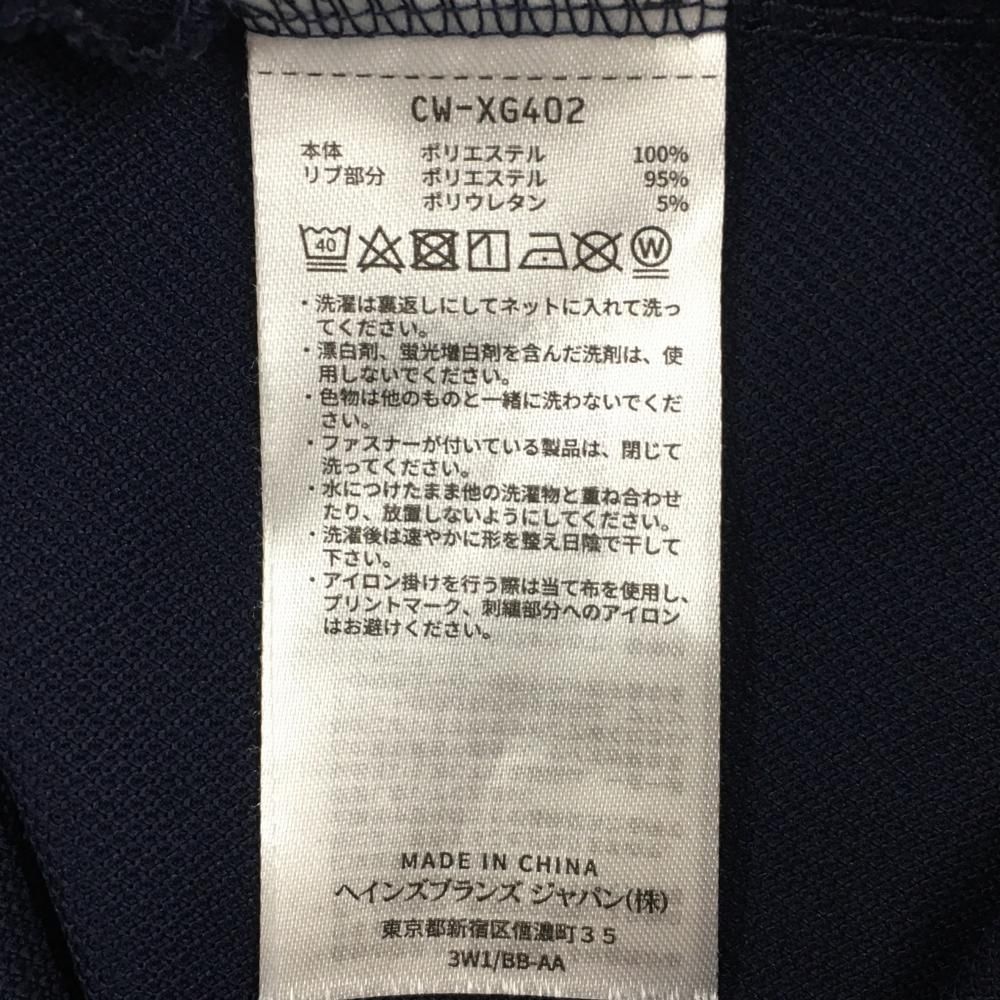 CW-XG402
本体 ポリエステル 100%
リブ部分 ポリエステル 95%
ポリウレタン 5%
40 W
・洗濯は裏返しにしてネットに入れて洗っ
てください。
・漂白剤、蛍光増白剤を含んだ洗剤は、使
用しないでください。
・色物は他のものと一緒に洗わないでくだ
さい。
・ファスナーが付いている製品は、閉じて
洗ってください。
・水につけたまま他の洗濯物と重ね合わせ
たり、放置しないようにしてください。
・洗濯後は速やかに形を整え日陰で干して
下さい。
・アイロン掛けを行う際は当て布を使用し、
プリントマーク、刺繍部分へのアイロン
はお避けください。
MADE IN CHINA
ヘインズブランズ ジャパン(株)
東京都新宿区信濃町35
3W1/BB-AA